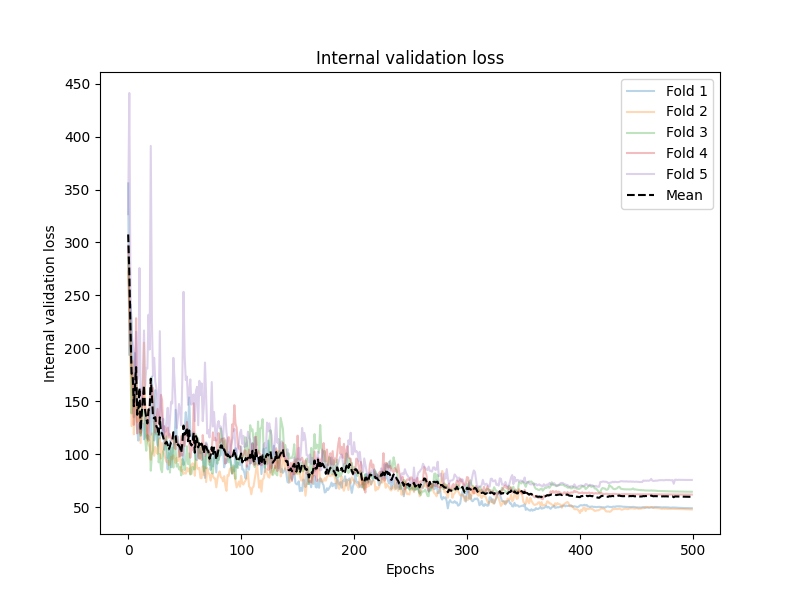 Internal validation loss
450
400
350
300
250
200
150
100
50
Internal validation loss
0
100
200
300
400
500
Epochs
Fold 1
Fold 2
Fold 3
Fold 4
Fold 5
Mean